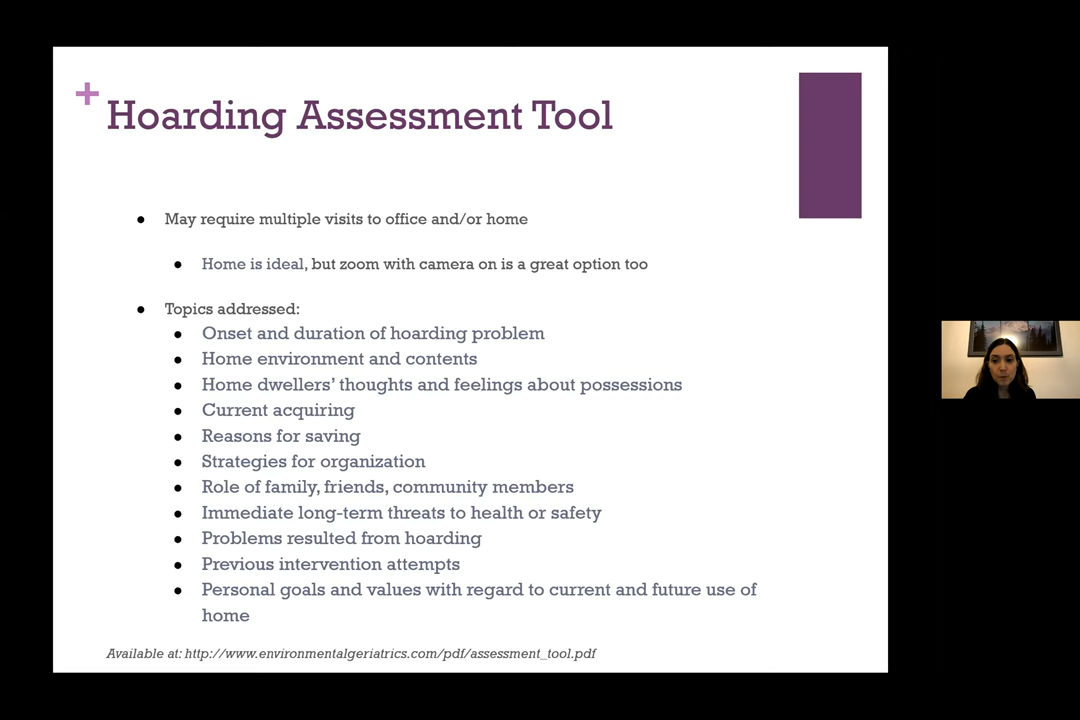 +
Hoarding Assessment Tool
● May require multiple visits to office and/or home
● Home is ideal, but zoom with camera on is a great option too
● Topics addressed:
● Onset and duration of hoarding problem
● Home environment and contents
● Home dwellers’ thoughts and feelings about possessions
● Current acquiring
● Reasons for saving
● Strategies for organization
● Role of family, friends, community members
● Immediate long-term threats to health or safety
● Problems resulted from hoarding
● Previous intervention attempts
● Personal goals and values with regard to current and future use of
home
Available at: http://www.environmentalgeriatrics.com/pdf/assessment_tool.pdf